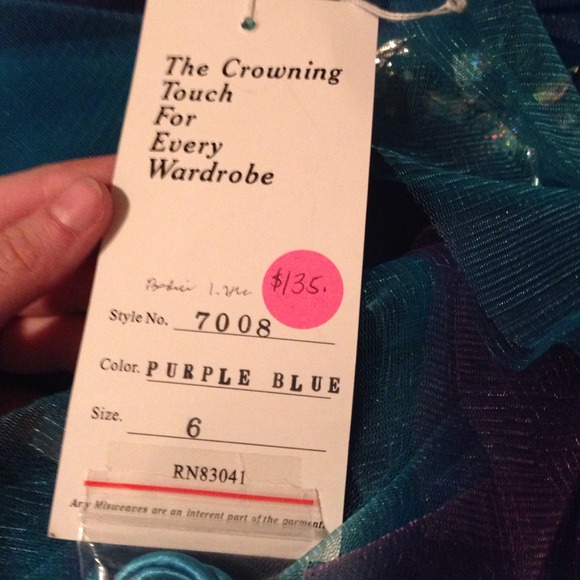 The Crowning
Touch
For
Every
Wardrobe
$135.
Style No. 7008
Color. PURPLE BLUE
Size. 6
RN83041
Any Misweaves are an interent part of the garment.